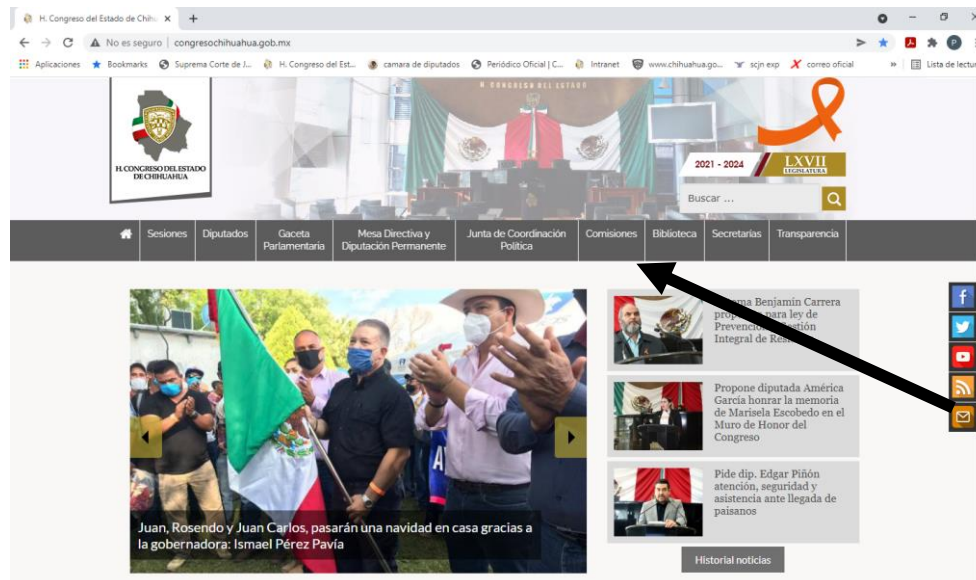 H. Congreso del Estado de Chihu
No es seguro | congresochihuahua.gob.mx
Aplicaciones Bookmarks Suprema Corte de J... H. Congreso del Est... camara de diputados Periódico Oficial | C... Intranet www.chihuahua.go... scjn exp correo oficial » Lista de lectur
H CONGRESO DEL ESTADO
H. CONGRESO DEL ESTADO
DE CHIHUAHUA
2021 - 2024
LXVII
LEGISLATURA
Buscar ...
Sesiones
Diputados
Gaceta
Parlamentaria
Mesa Directiva y
Diputación Permanente
Junta de Coordinación
Política
Comisiones
Biblioteca
Secretarías
Transparencia
Juan, Rosendo y Juan Carlos, pasarán una navidad en casa gracias a
la gobernadora: Ismael Pérez Pavía
Benjamín Carrera
para ley de
Integral de
Propone diputada América
García honrar la memoria
de Marisela Escobedo en el
Muro de Honor del
Congreso
Pide dip. Edgar Piñón
atención, seguridad y
asistencia ante llegada de
paisanos
Historial noticias